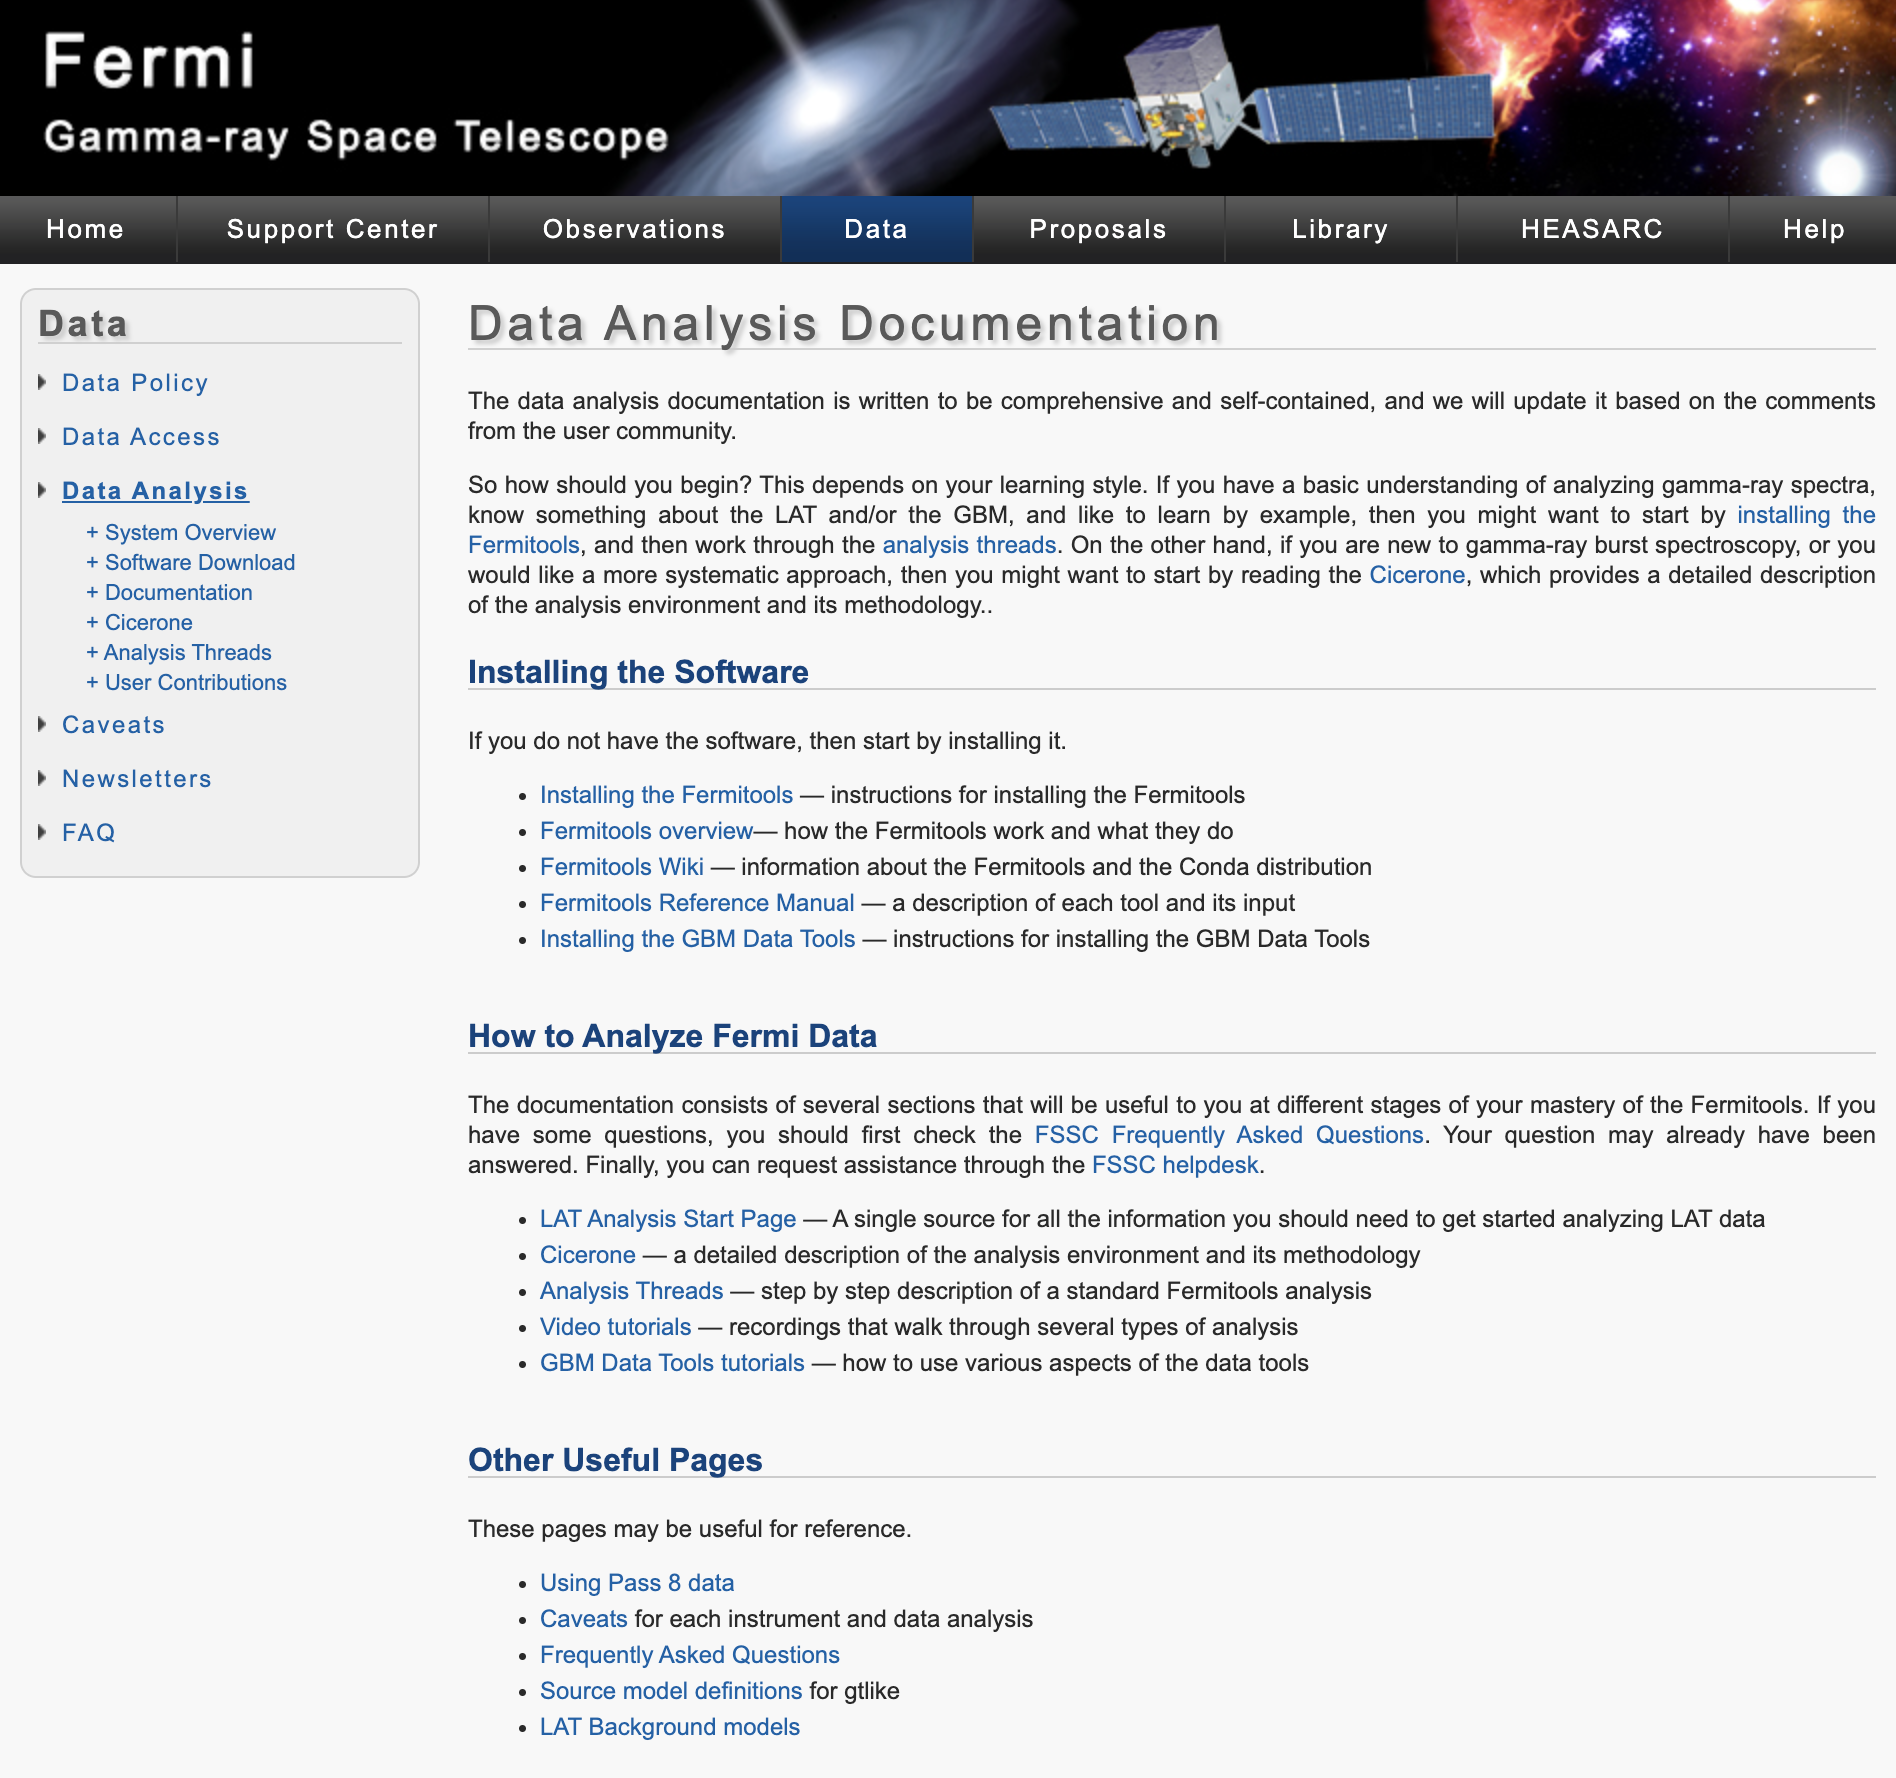 Fermi
Gamma-ray Space Telescope
Home Support Center Observations Data Proposals Library HEASARC Help
Data
Data Policy
Data Access
Data Analysis
+ System Overview
+ Software Download
+ Documentation
+ Cicerone
+ Analysis Threads
+ User Contributions
Caveats
Newsletters
FAQ
Data Analysis Documentation
The data analysis documentation is written to be comprehensive and self-contained, and we will update it based on the comments
from the user community.
So how should you begin? This depends on your learning style. If you have a basic understanding of analyzing gamma-ray spectra,
know something about the LAT and/or the GBM, and like to learn by example, then you might want to start by installing the
Fermitools, and then work through the analysis threads. On the other hand, if you are new to gamma-ray burst spectroscopy, or you
would like a more systematic approach, then you might want to start by reading the Cicerone, which provides a detailed description
of the analysis environment and its methodology..
Installing the Software
If you do not have the software, then start by installing it.
• Installing the Fermitools — instructions for installing the Fermitools
• Fermitools overview— how the Fermitools work and what they do
• Fermitools Wiki — information about the Fermitools and the Conda distribution
• Fermitools Reference Manual — a description of each tool and its input
• Installing the GBM Data Tools — instructions for installing the GBM Data Tools
How to Analyze Fermi Data
The documentation consists of several sections that will be useful to you at different stages of your mastery of the Fermitools. If you
have some questions, you should first check the FSSC Frequently Asked Questions. Your question may already have been
answered. Finally, you can request assistance through the FSSC helpdesk.
• LAT Analysis Start Page — A single source for all the information you should need to get started analyzing LAT data
• Cicerone — a detailed description of the analysis environment and its methodology
• Analysis Threads — step by step description of a standard Fermitools analysis
• Video tutorials — recordings that walk through several types of analysis
• GBM Data Tools tutorials — how to use various aspects of the data tools
Other Useful Pages
These pages may be useful for reference.
• Using Pass 8 data
• Caveats for each instrument and data analysis
• Frequently Asked Questions
• Source model definitions for gtlike
• LAT Background models